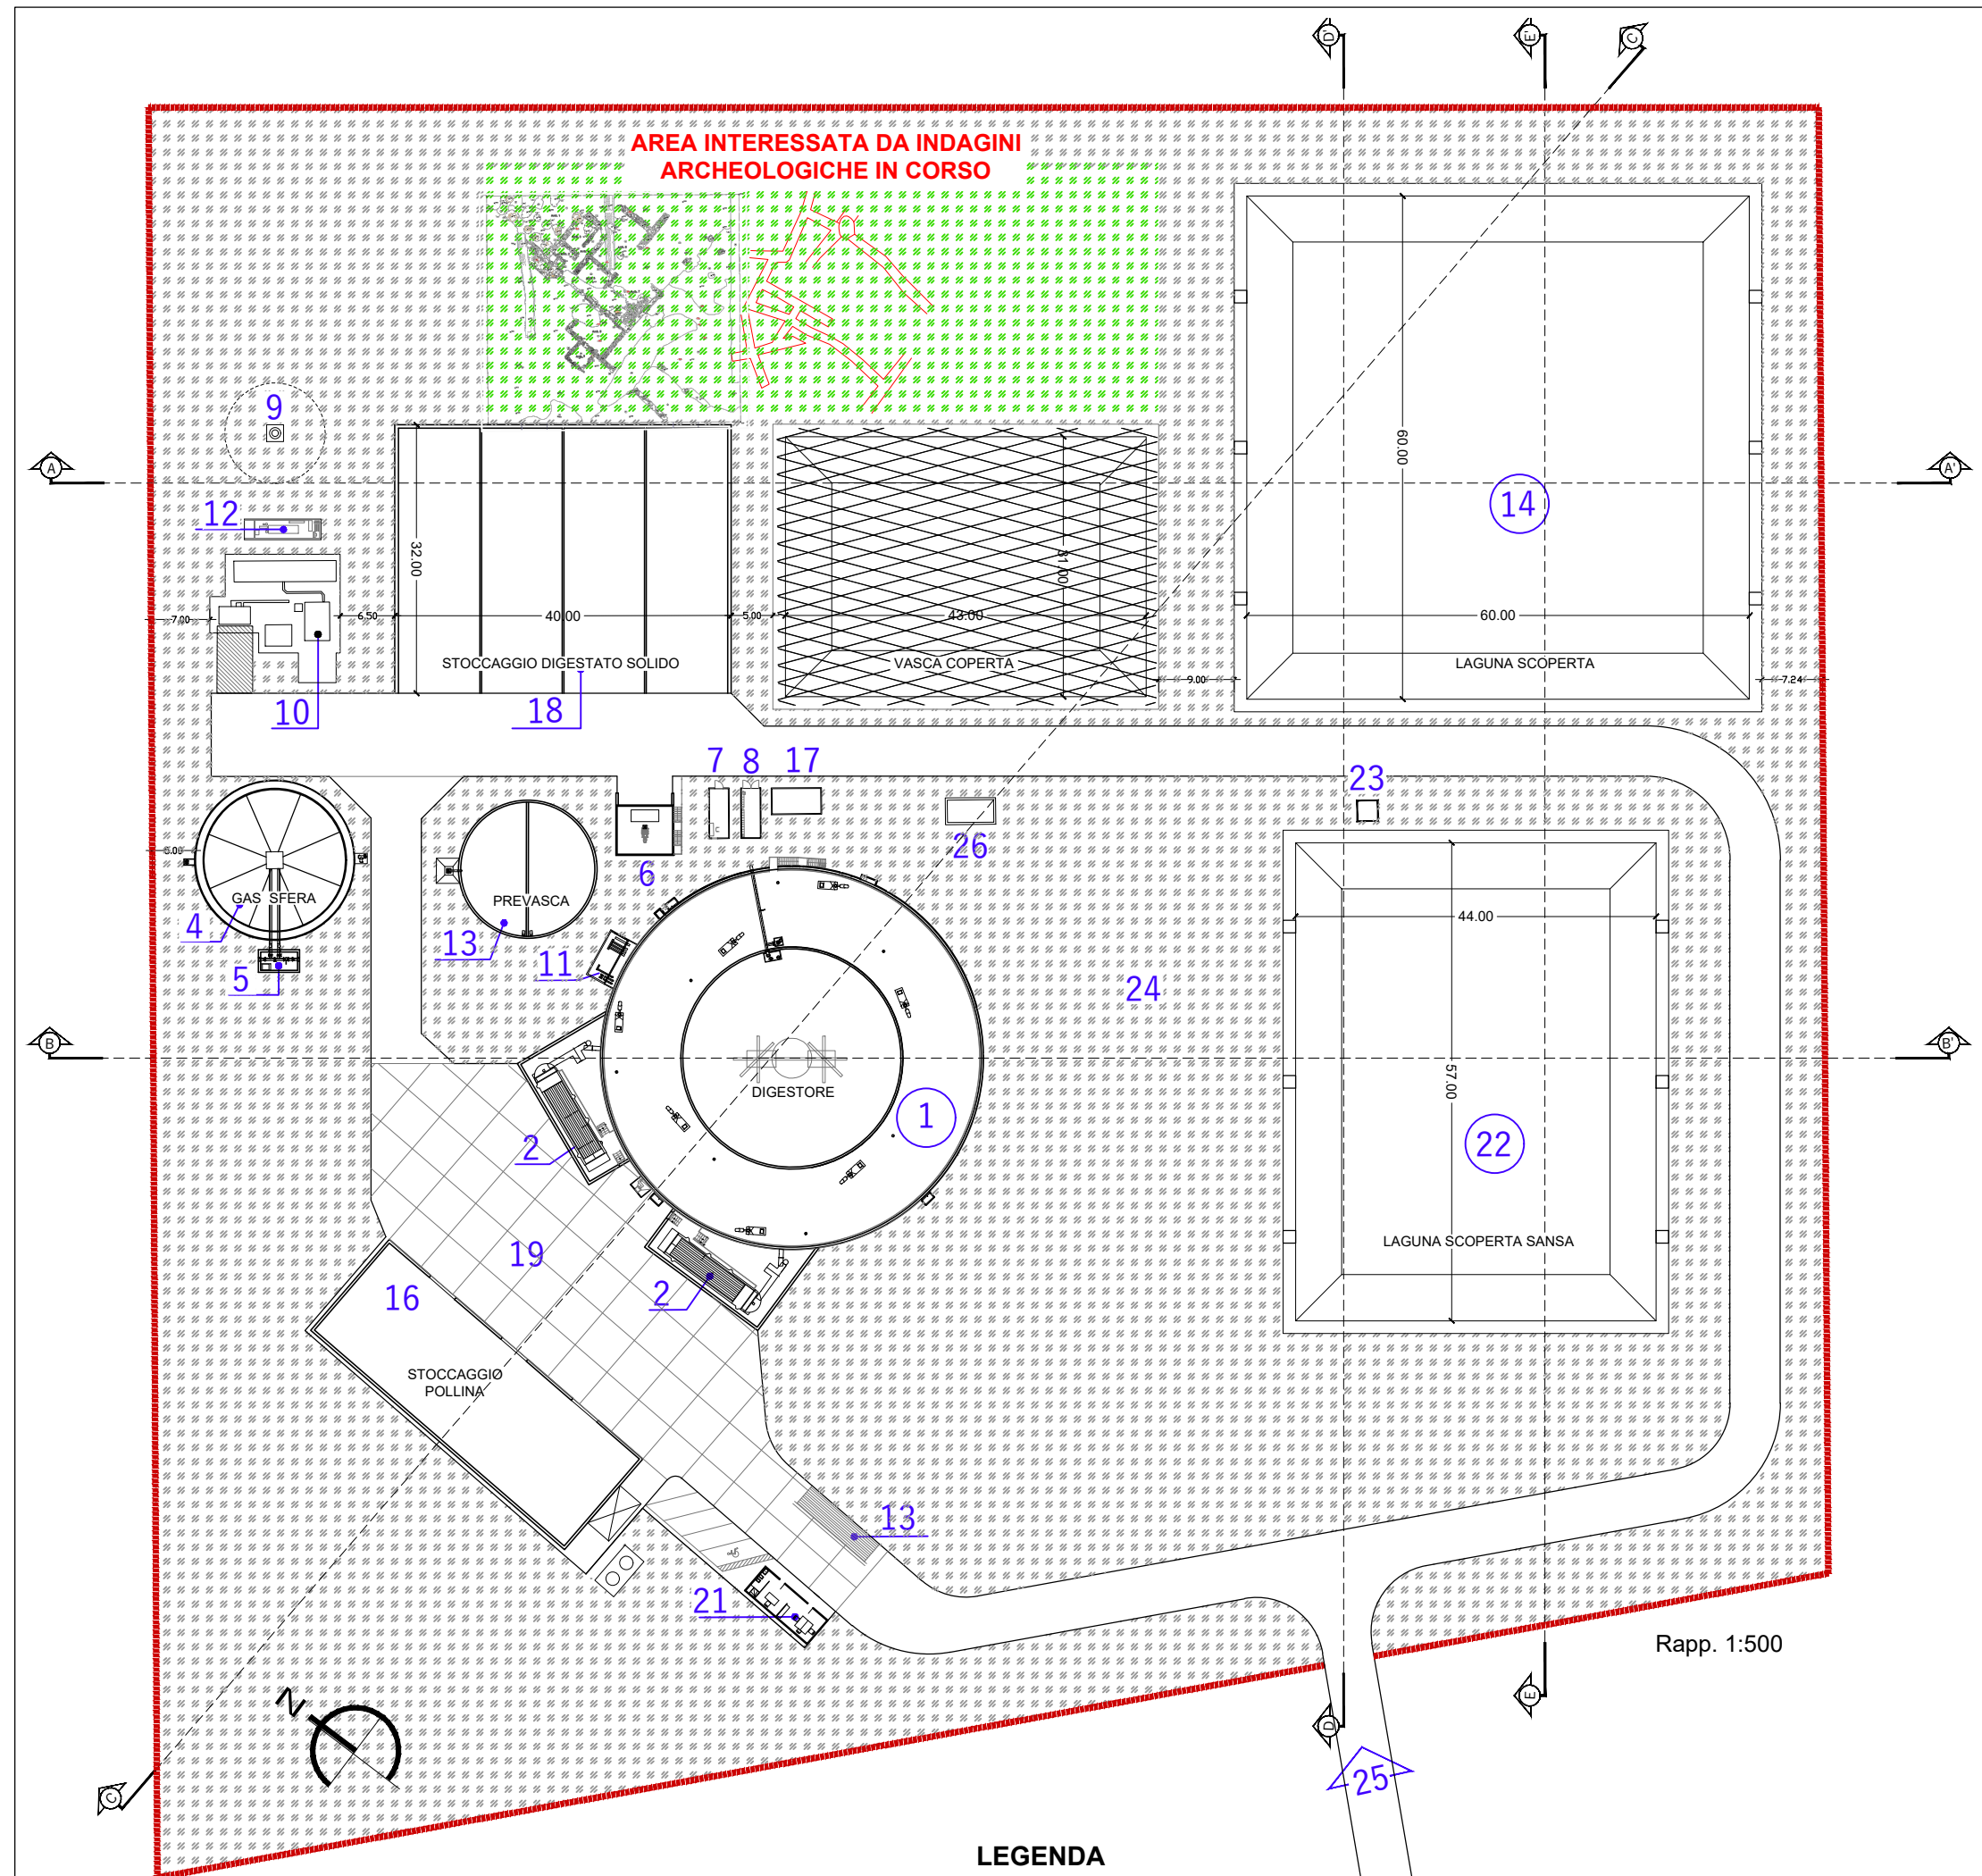 D'
E'
C'
AREA INTERESSATA DA INDAGINI
ARCHEOLOGICHE IN CORSO
9
A
A'
60.00
14
12
32.00
31.00
7.00
6.50
40.00
5.00
43.00
60.00
STOCCAGGIO DIGESTATO SOLIDO
VASCA COPERTA
LAGUNA SCOPERTA
9.00
7.24
10
18
7
8
17
23
26
6
5.00
GAS SFERA
PREVASCA
4
13
44.00
5
11
24
B
B'
57.00
DIGESTORE
1
2
22
19
LAGUNA SCOPERTA SANSA
16
2
STOCCAGGIO
POLLINA
13
21
Rapp. 1:500
N
E
D
25
C
LEGENDA